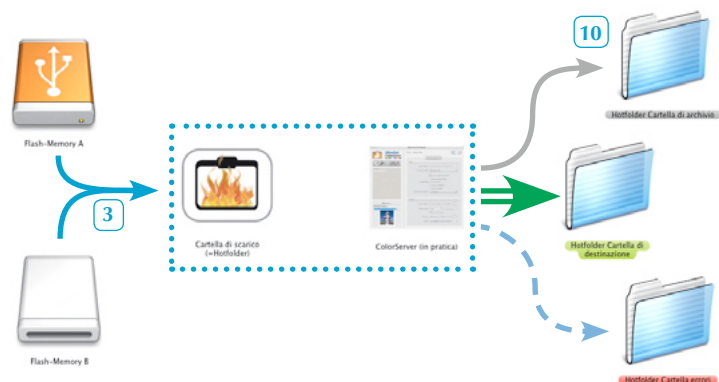 10
Hotfolder Cartella di archivio
Flash-Memory A
3
Cartella di scarico
(=Hotfolder)
ColorServer (in pratica)
Hotfolder Cartella di
destinazione
Flash-Memory B
Hotfolder Cartella errori